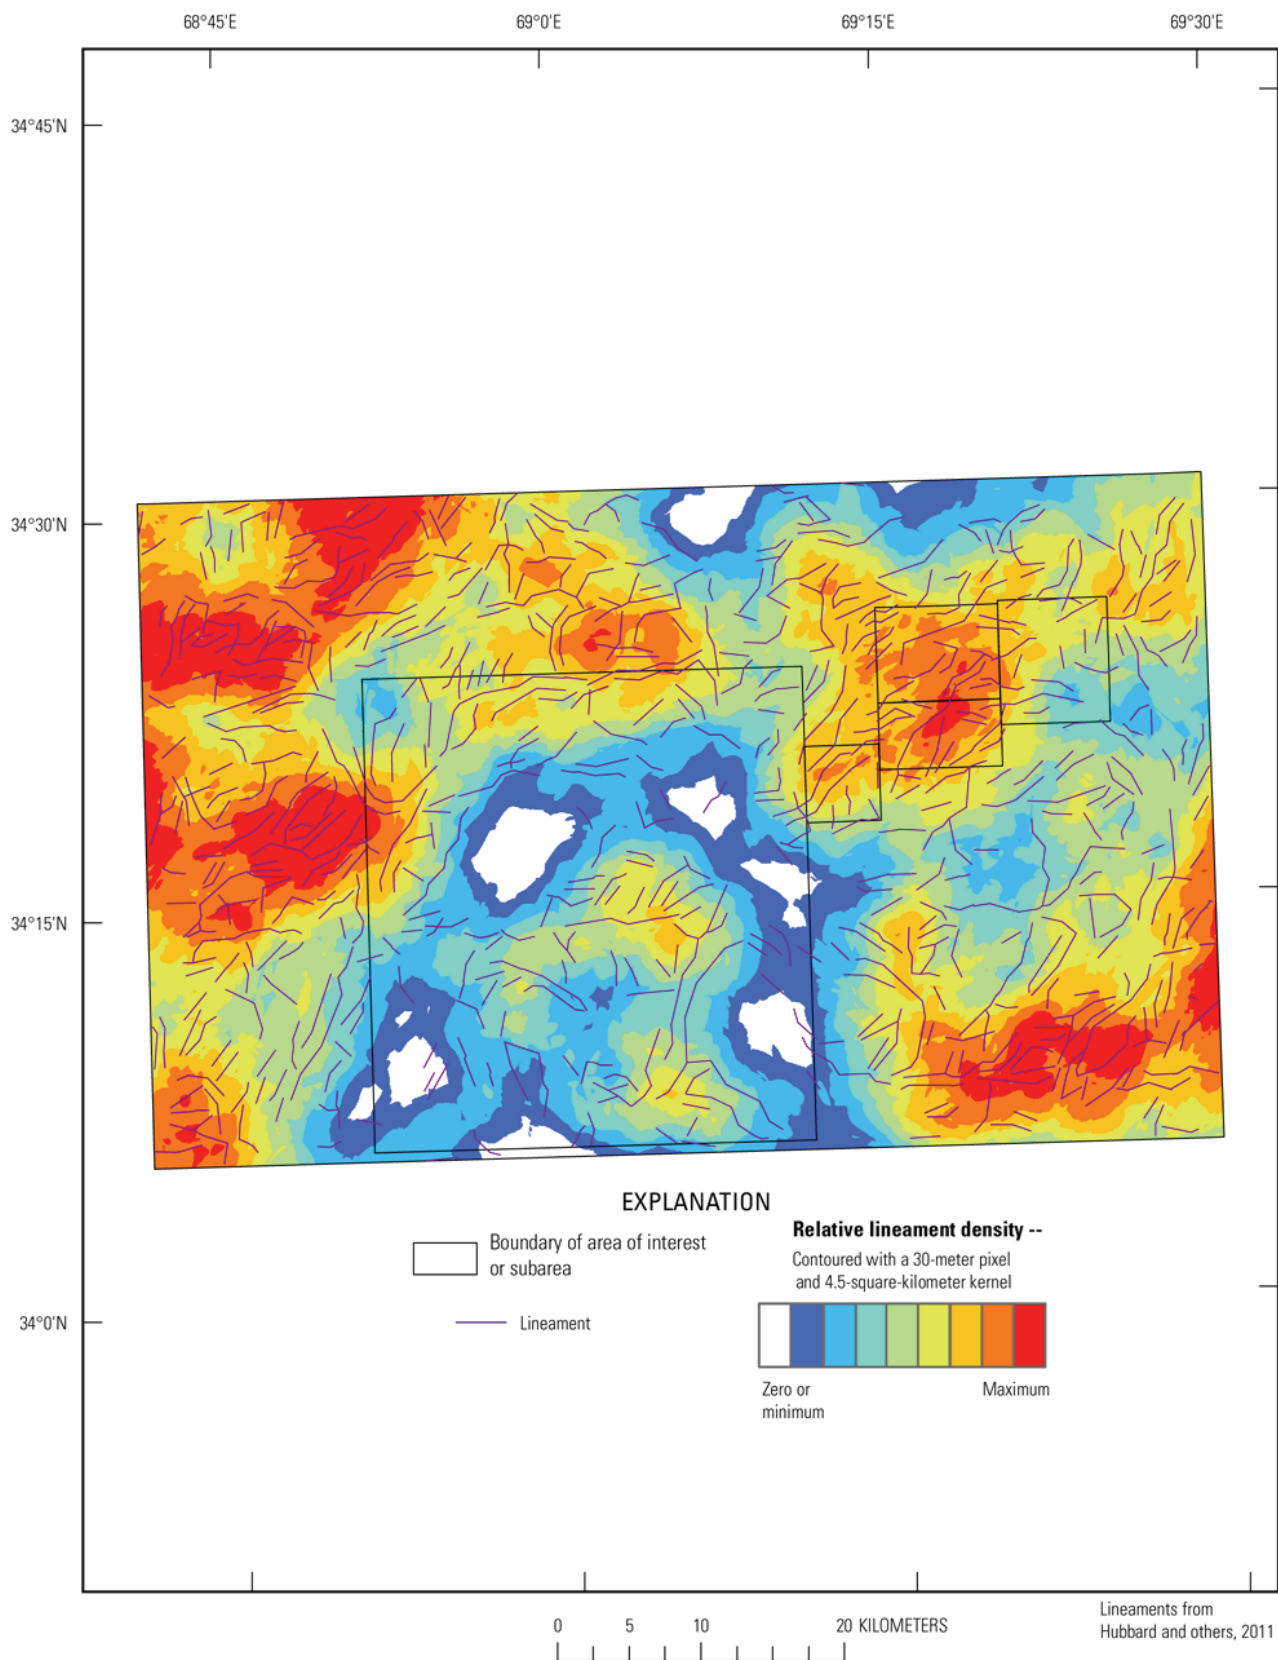 68°45'E 69°0'E 69°15'E 69°30'E
34°45'N
34°30'N
34°15'N
34°0'N
EXPLANATION
Boundary of area of interest
or subarea
Lineament
Relative lineament density --
Contoured with a 30-meter pixel
and 4.5-square-kilometer kernel
Zero or
minimum
Maximum
0 5 10 20 KILOMETERS
Lineaments from
Hubbard and others, 2011